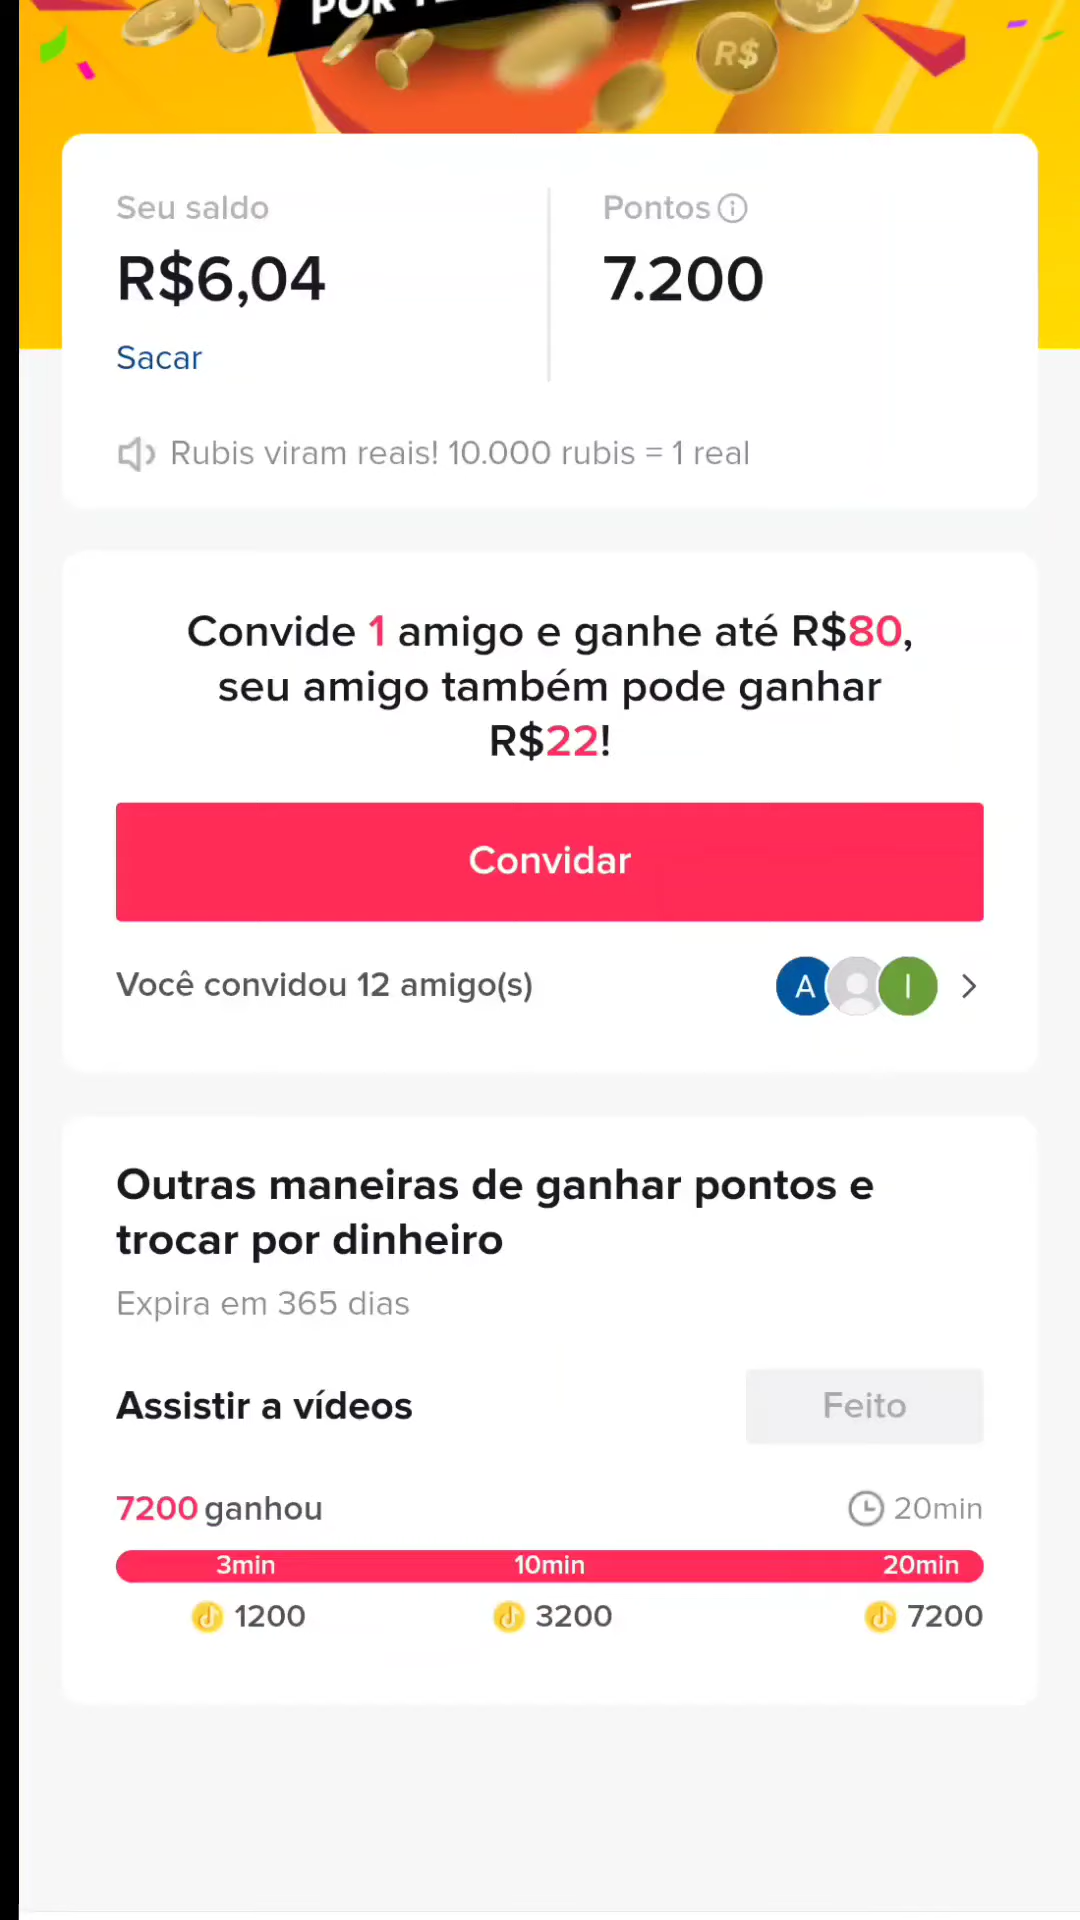 POR
R$
Seu saldo
R$6,04
Sacar
Pontos
7.200
Rubis viram reais! 10.000 rubis = 1 real
Convide 1 amigo e ganhe até R$80,
seu amigo também pode ganhar
R$22!
Convidar
Você convidou 12 amigo(s)
A I
Outras maneiras de ganhar pontos e
trocar por dinheiro
Expira em 365 dias
Assistir a vídeos
Feito
7200 ganhou
20min
3min 10min 20min
1200 3200 7200